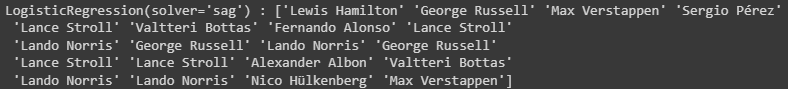 LogisticRegression(solver='sag') : ['Lewis Hamilton' 'George Russell' 'Max Verstappen' 'Sergio Pérez'
'Lance Stroll' 'Valtteri Bottas' 'Fernando Alonso' 'Lance Stroll'
'Lando Norris' 'George Russell' 'Lando Norris' 'George Russell'
'Lance Stroll' 'Lance Stroll' 'Alexander Albon' 'Valtteri Bottas'
'Lando Norris' 'Lando Norris' 'Nico Hülkenberg' 'Max Verstappen']